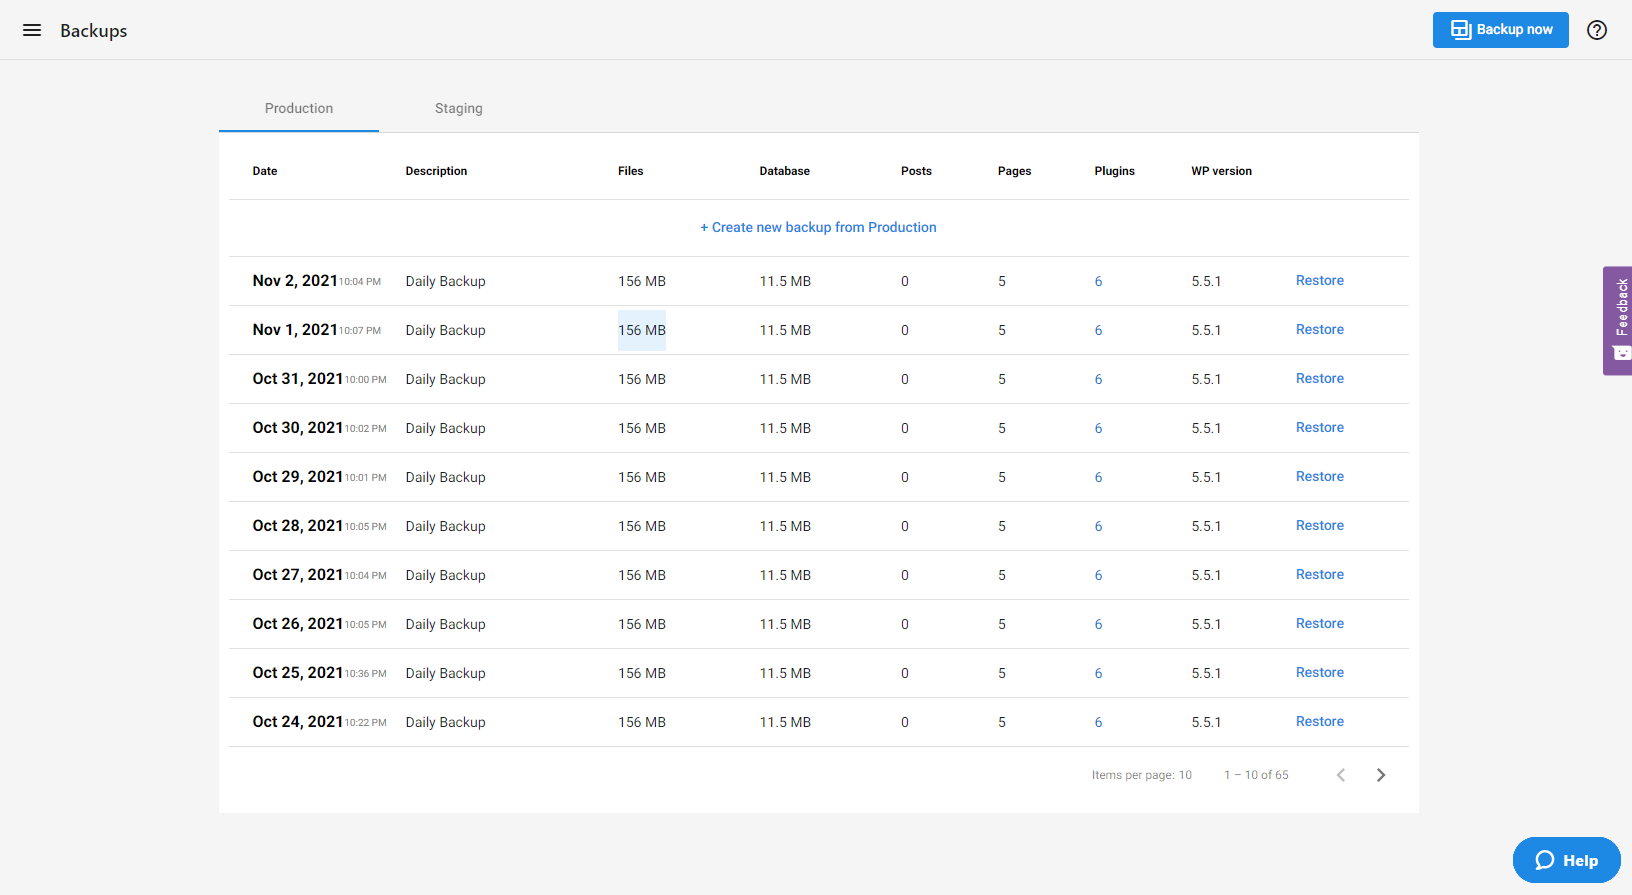 Backups
Backup now
Production Staging
Date Description Files Database Posts Pages Plugins WP version
+ Create new backup from Production
Nov 2, 2021 10:04 PM Daily Backup 156 MB 11.5 MB 0 5 6 5.5.1 Restore
Nov 1, 2021 10:07 PM Daily Backup 156 MB 11.5 MB 0 5 6 5.5.1 Restore
Oct 31, 2021 10:00 PM Daily Backup 156 MB 11.5 MB 0 5 6 5.5.1 Restore
Oct 30, 2021 10:02 PM Daily Backup 156 MB 11.5 MB 0 5 6 5.5.1 Restore
Oct 29, 2021 10:01 PM Daily Backup 156 MB 11.5 MB 0 5 6 5.5.1 Restore
Oct 28, 2021 10:05 PM Daily Backup 156 MB 11.5 MB 0 5 6 5.5.1 Restore
Oct 27, 2021 10:04 PM Daily Backup 156 MB 11.5 MB 0 5 6 5.5.1 Restore
Oct 26, 2021 10:05 PM Daily Backup 156 MB 11.5 MB 0 5 6 5.5.1 Restore
Oct 25, 2021 10:36 PM Daily Backup 156 MB 11.5 MB 0 5 6 5.5.1 Restore
Oct 24, 2021 10:22 PM Daily Backup 156 MB 11.5 MB 0 5 6 5.5.1 Restore
Items per page: 10 1 – 10 of 65
Feedback
Help